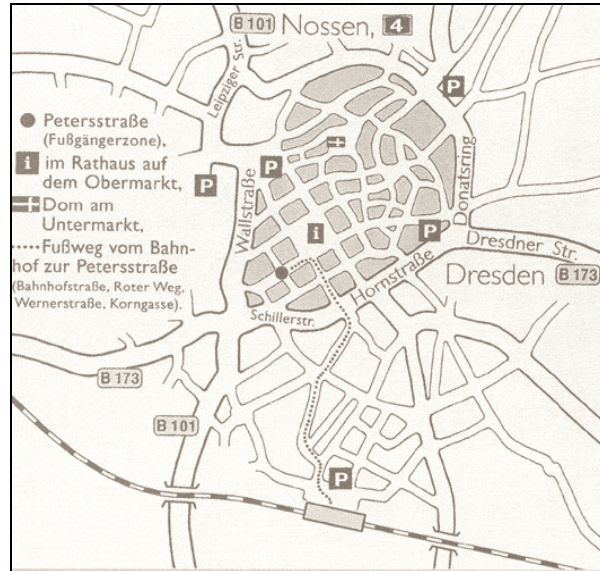 B 101 Nossen, 4
Leipziger Str.
P
Petersstraße
(Fußgängerzone),
i im Rathaus auf
dem Obermarkt,
Dom am
Untermarkt,
Fußweg vom Bahn-
hof zur Petersstraße
(Bahnhofstraße, Roter Weg,
Wernerstraße, Korngasse).
P
P
Wallstraße
i
Donatsring
P
Dresdner Str.
Dresden B 173
Hornstraße
Schillerstr.
B 173
B 101
P